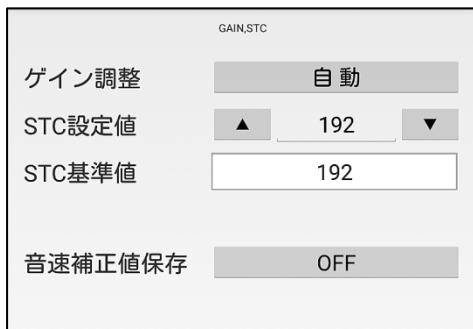 GAIN,STC
ゲイン調整 自動
STC設定値 ▲ 192 ▼
STC基準値 192
音速補正値保存 OFF